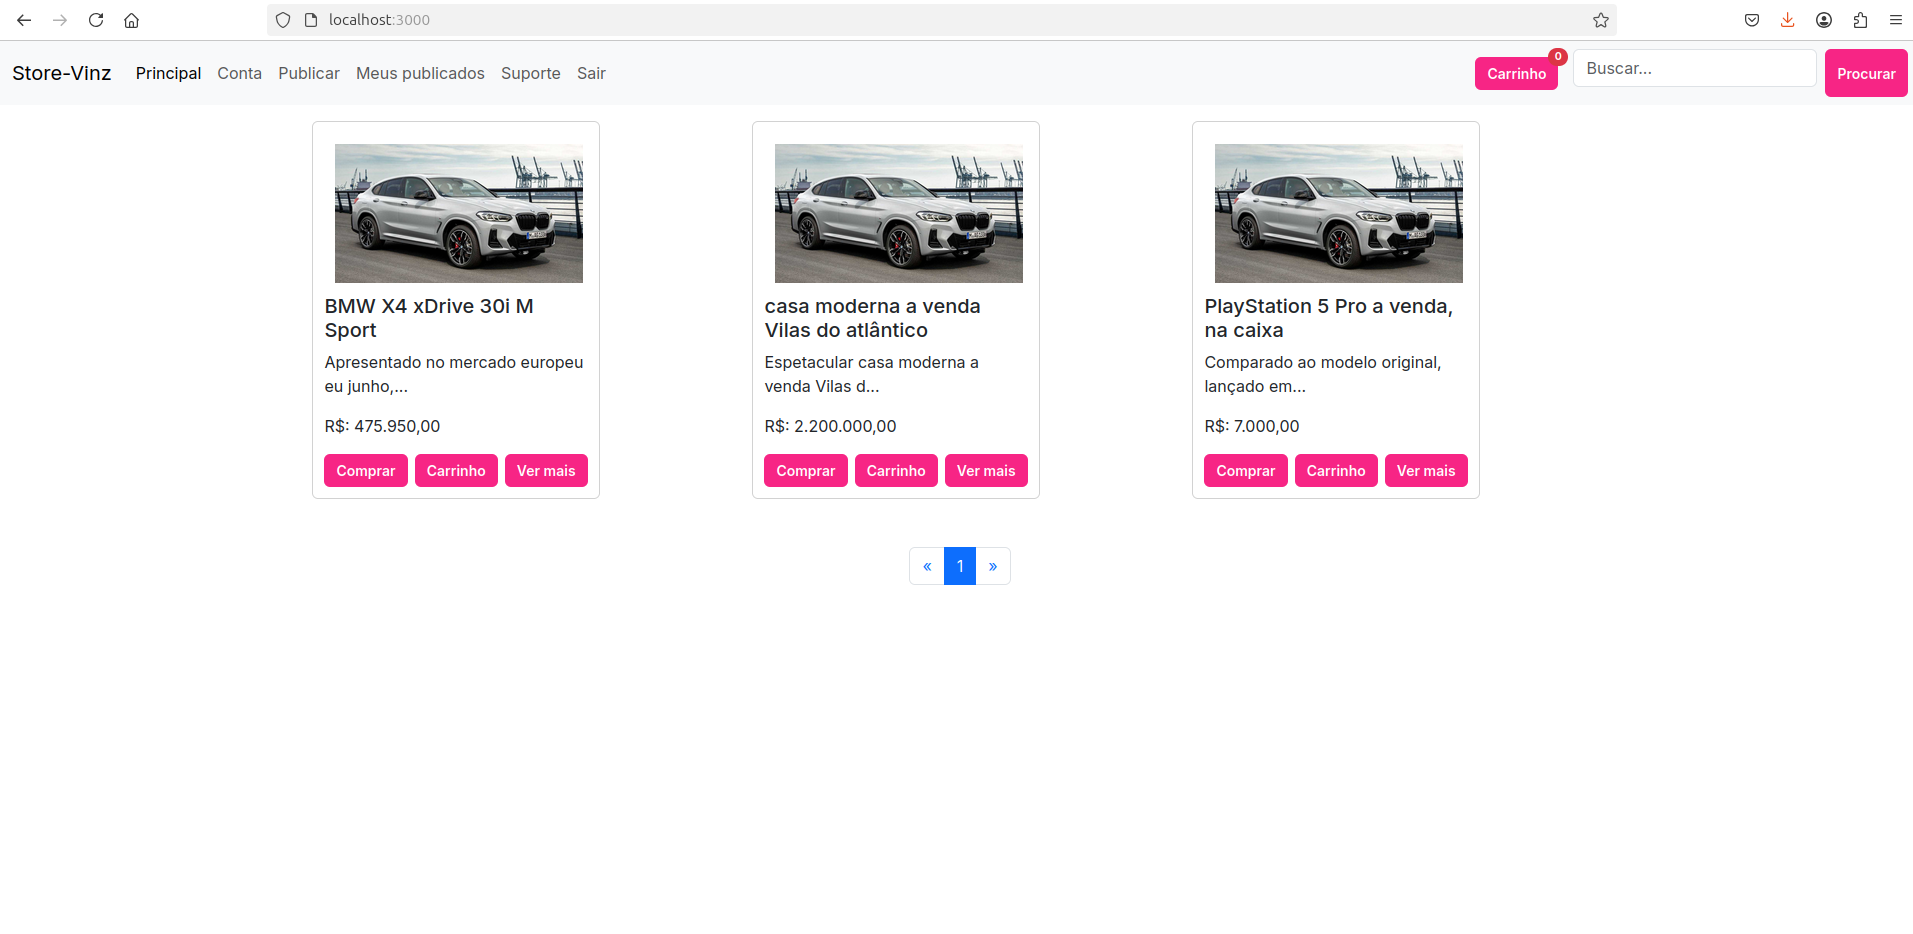 localhost:3000
Store-Vinz Principal Conta Publicar Meus publicados Suporte Sair Carrinho 0 Buscar... Procurar
BMW X4 xDrive 30i M
Sport
Apresentado no mercado europeu
eu junho,...
R$: 475.950,00
Comprar Carrinho Ver mais
casa moderna a venda
Vilas do atlântico
Espetacular casa moderna a
venda Vilas d...
R$: 2.200.000,00
Comprar Carrinho Ver mais
PlayStation 5 Pro a venda,
na caixa
Comparado ao modelo original,
lançado em...
R$: 7.000,00
Comprar Carrinho Ver mais
« 1 »